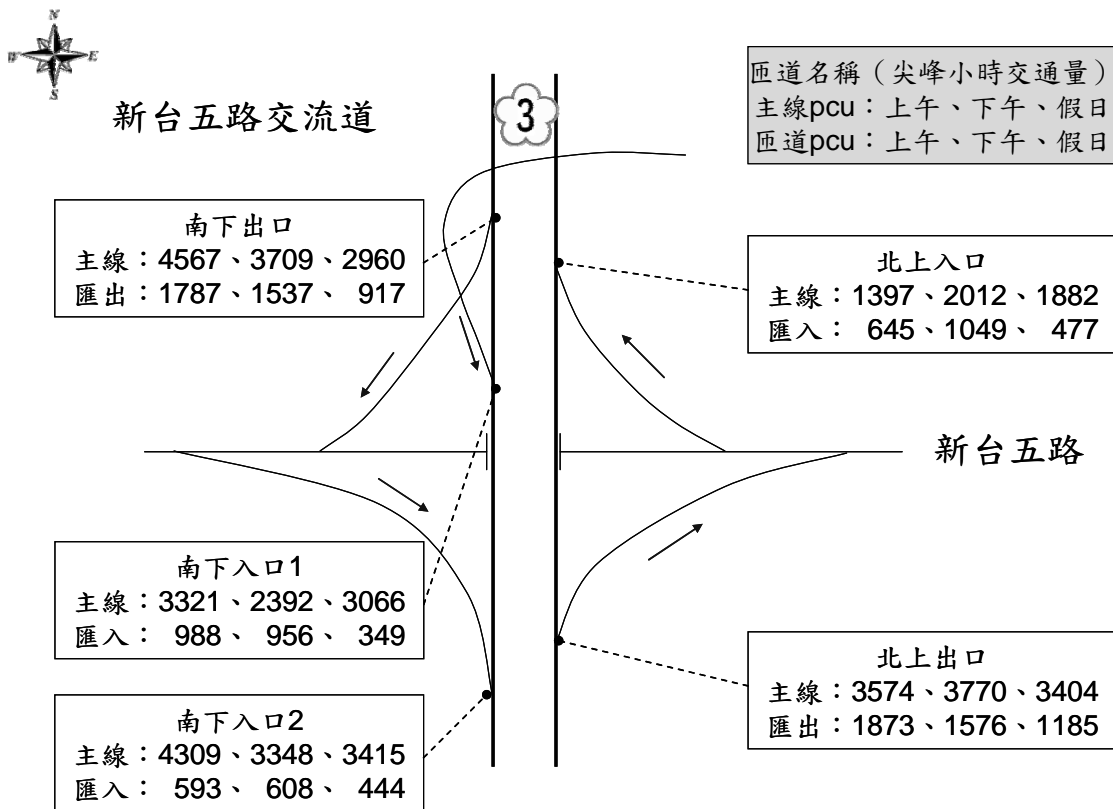 N
W E
S
新台五路交流道
3
匝道名稱（尖峰小時交通量）
主線pcu：上午、下午、假日
匝道pcu：上午、下午、假日
南下出口
主線：4567、3709、2960
匯出：1787、1537、 917
北上入口
主線：1397、2012、1882
匯入： 645、1049、 477
新台五路
南下入口1
主線：3321、2392、3066
匯入： 988、 956、 349
北上出口
主線：3574、3770、3404
匯出：1873、1576、1185
南下入口2
主線：4309、3348、3415
匯入： 593、 608、 444